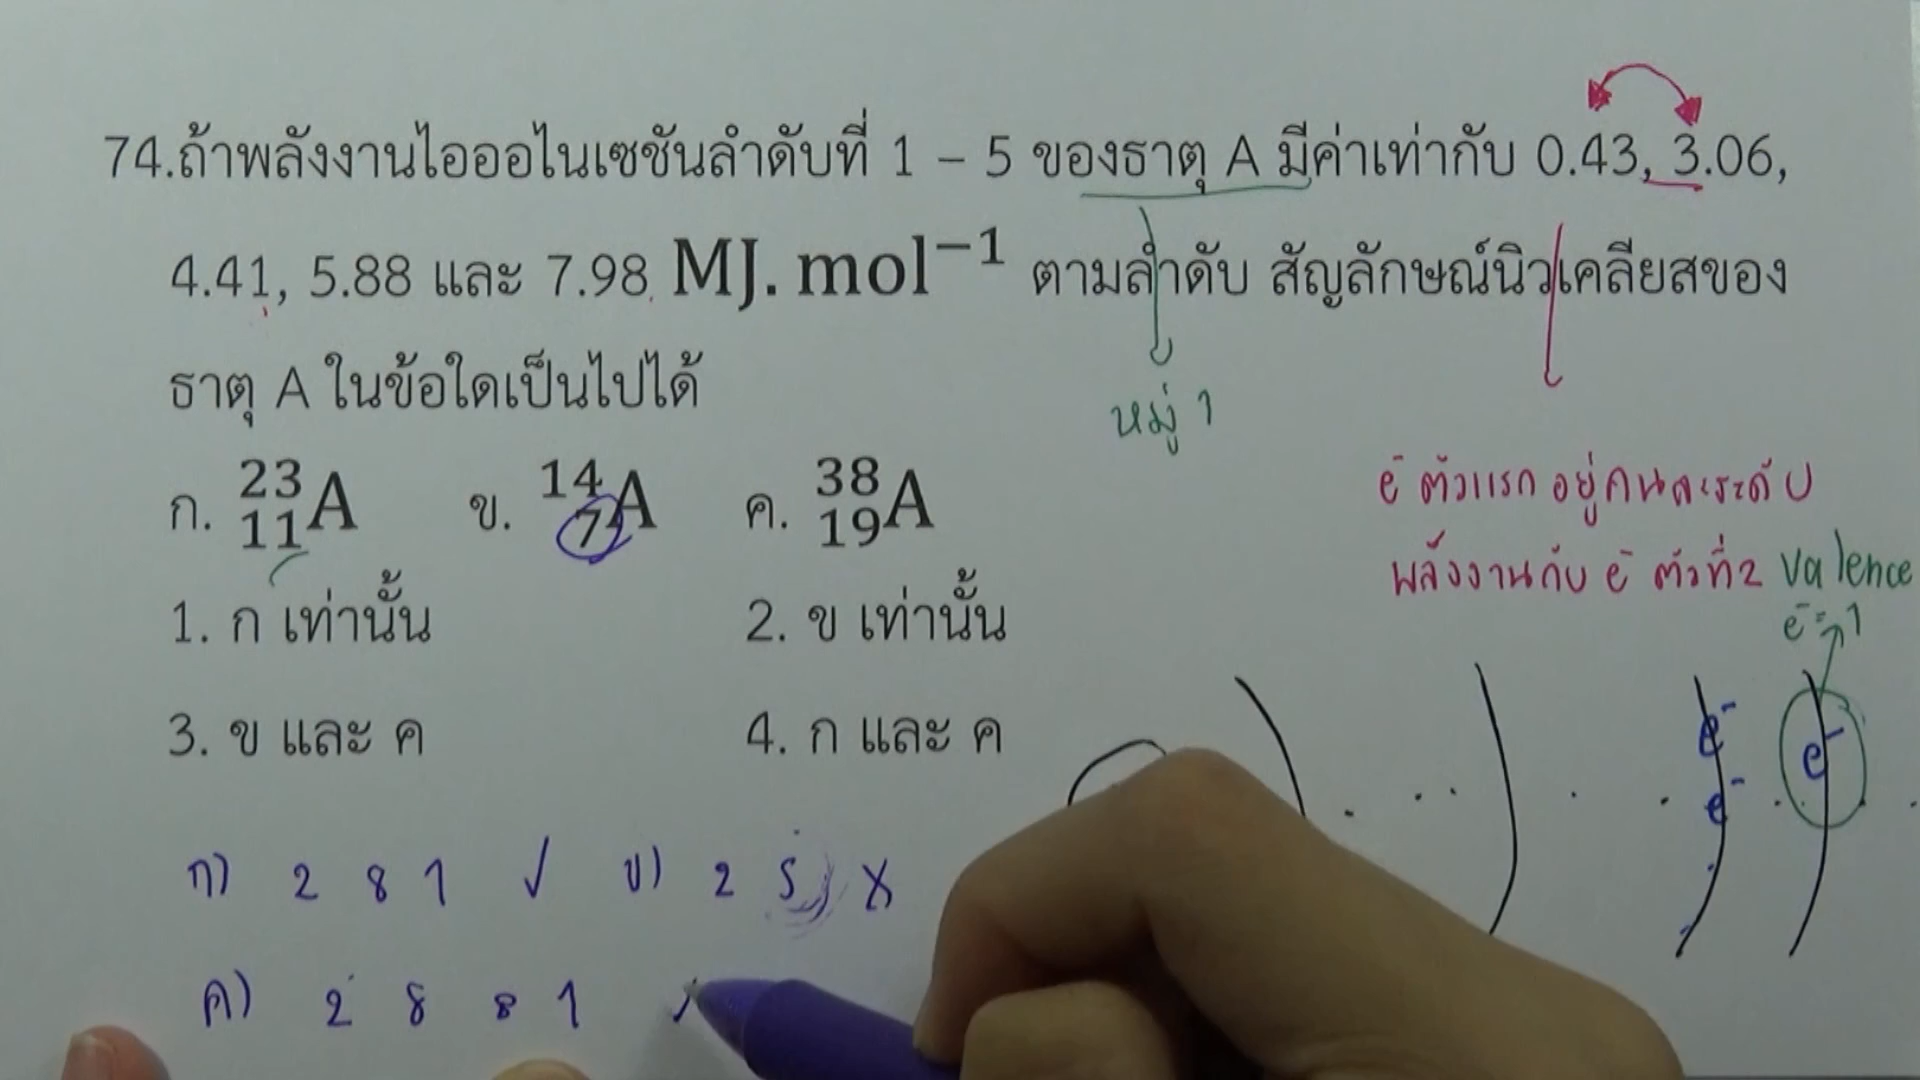 74.ถ้าพลังงานไอออไนเซชันลำดับที่ 1 – 5 ของธาตุ A มีค่าเท่ากับ 0.43, 3.06,
4.41, 5.88 และ 7.98 MJ. mol⁻¹ ตามลำดับ สัญลักษณ์นิวเคลียสของ
ธาตุ A ในข้อใดเป็นไปได้
หมู่ 1
ก. ²³₁₁A ข. ¹⁴₇A ค. ³⁸₁₉A
e⁻ ตัวแรก อยู่คนละระดับ
พลังงานกับ e⁻ ตัวที่ 2 valence
e⁻ = 1
1. ก เท่านั้น 2. ข เท่านั้น
3. ข และ ค 4. ก และ ค
e⁻ e⁻
e⁻
ก) 2 8 1 ✓ ข) 2 5 X
ค) 2 8 8 1